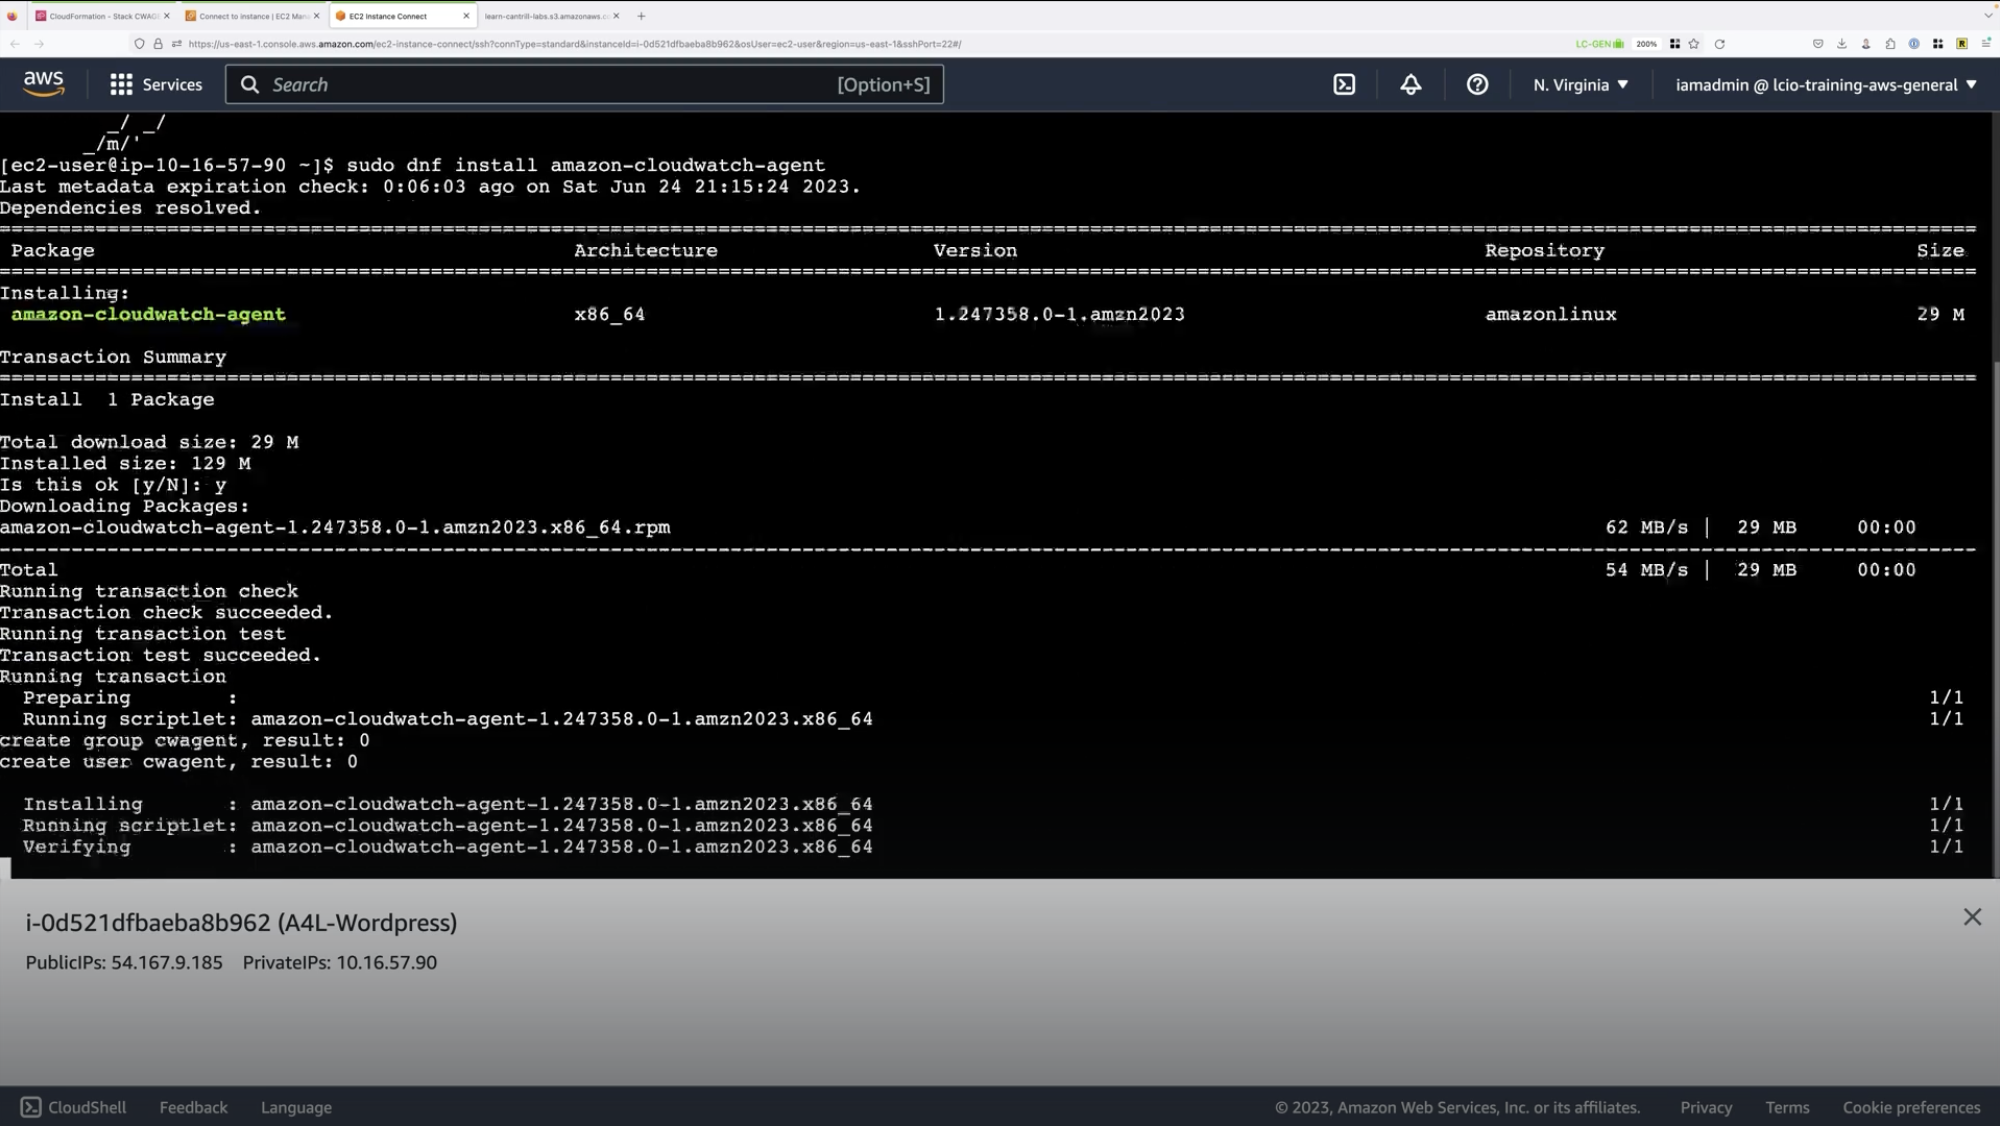 CloudFormation - Stack CWAG
Connect to instance | EC2 Man
EC2 Instance Connect
learn-cantrill-labs.s3.amazonaws.c
https://us-east-1.console.aws.amazon.com/ec2-instance-connect/ssh?connType=standard&instanceId=i-0d521dfbaeba8b962&osUser=ec2-user&region=us-east-1&sshPort=22#/
LC-GEN
200%
aws
Services
Search
[Option+S]
N. Virginia
iamadmin @ lcio-training-aws-general
_/ _/
_/m/'
[ec2-user@ip-10-16-57-90 ~]$ sudo dnf install amazon-cloudwatch-agent
Last metadata expiration check: 0:06:03 ago on Sat Jun 24 21:15:24 2023.
Dependencies resolved.
Package Architecture Version Repository Size
Installing:
amazon-cloudwatch-agent x86_64 1.247358.0-1.amzn2023 amazonlinux 29 M
Transaction Summary
Install 1 Package
Total download size: 29 M
Installed size: 129 M
Is this ok [y/N]: y
Downloading Packages:
amazon-cloudwatch-agent-1.247358.0-1.amzn2023.x86_64.rpm 62 MB/s | 29 MB 00:00
Total 54 MB/s | 29 MB 00:00
Running transaction check
Transaction check succeeded.
Running transaction test
Transaction test succeeded.
Running transaction
Preparing : 1/1
Running scriptlet: amazon-cloudwatch-agent-1.247358.0-1.amzn2023.x86_64 1/1
create group cwagent, result: 0
create user cwagent, result: 0
Installing : amazon-cloudwatch-agent-1.247358.0-1.amzn2023.x86_64 1/1
Running scriptlet: amazon-cloudwatch-agent-1.247358.0-1.amzn2023.x86_64 1/1
Verifying : amazon-cloudwatch-agent-1.247358.0-1.amzn2023.x86_64 1/1
i-0d521dfbaeba8b962 (A4L-Wordpress)
PublicIPs: 54.167.9.185 PrivateIPs: 10.16.57.90
CloudShell
Feedback
Language
© 2023, Amazon Web Services, Inc. or its affiliates.
Privacy
Terms
Cookie preferences